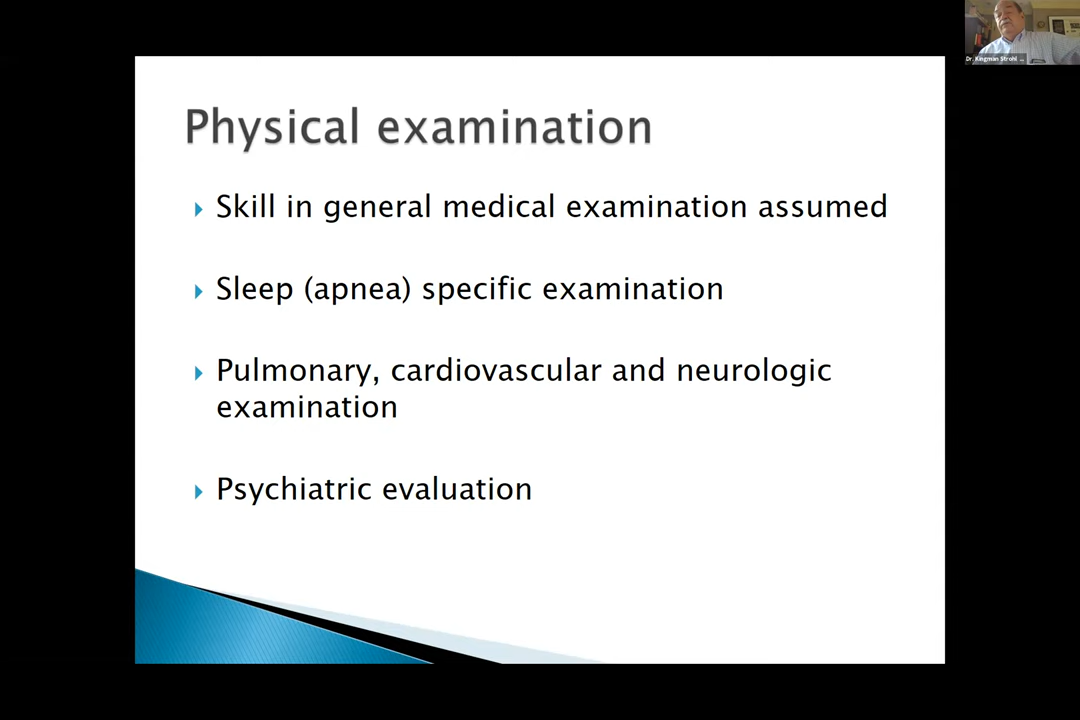 Dr. Kingman Strohl ...
Physical examination
Skill in general medical examination assumed
Sleep (apnea) specific examination
Pulmonary, cardiovascular and neurologic
examination
Psychiatric evaluation